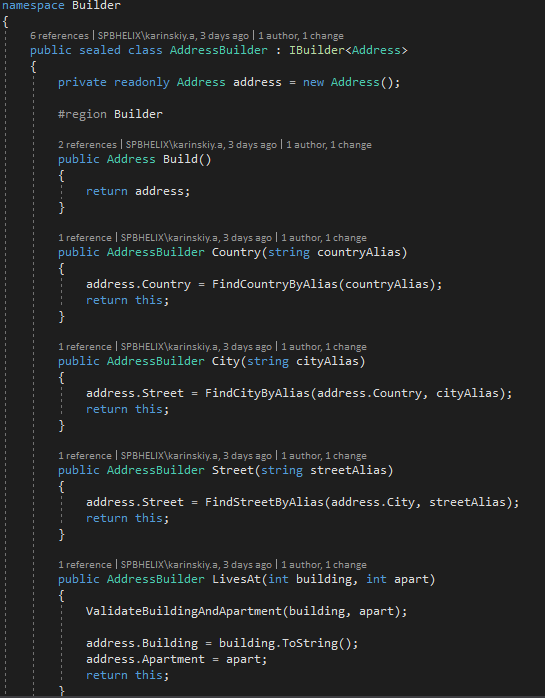 namespace Builder
{
6 references | SPBHELIX\karinskiy.a, 3 days ago | 1 author, 1 change
public sealed class AddressBuilder : IBuilder<Address>
{
private readonly Address address = new Address();
#region Builder
2 references | SPBHELIX\karinskiy.a, 3 days ago | 1 author, 1 change
public Address Build()
{
return address;
}
1 reference | SPBHELIX\karinskiy.a, 3 days ago | 1 author, 1 change
public AddressBuilder Country(string countryAlias)
{
address.Country = FindCountryByAlias(countryAlias);
return this;
}
1 reference | SPBHELIX\karinskiy.a, 3 days ago | 1 author, 1 change
public AddressBuilder City(string cityAlias)
{
address.Street = FindCityByAlias(address.Country, cityAlias);
return this;
}
1 reference | SPBHELIX\karinskiy.a, 3 days ago | 1 author, 1 change
public AddressBuilder Street(string streetAlias)
{
address.Street = FindStreetByAlias(address.City, streetAlias);
return this;
}
1 reference | SPBHELIX\karinskiy.a, 3 days ago | 1 author, 1 change
public AddressBuilder LivesAt(int building, int apart)
{
ValidateBuildingAndApartment(building, apart);
address.Building = building.ToString();
address.Apartment = apart;
return this;
}